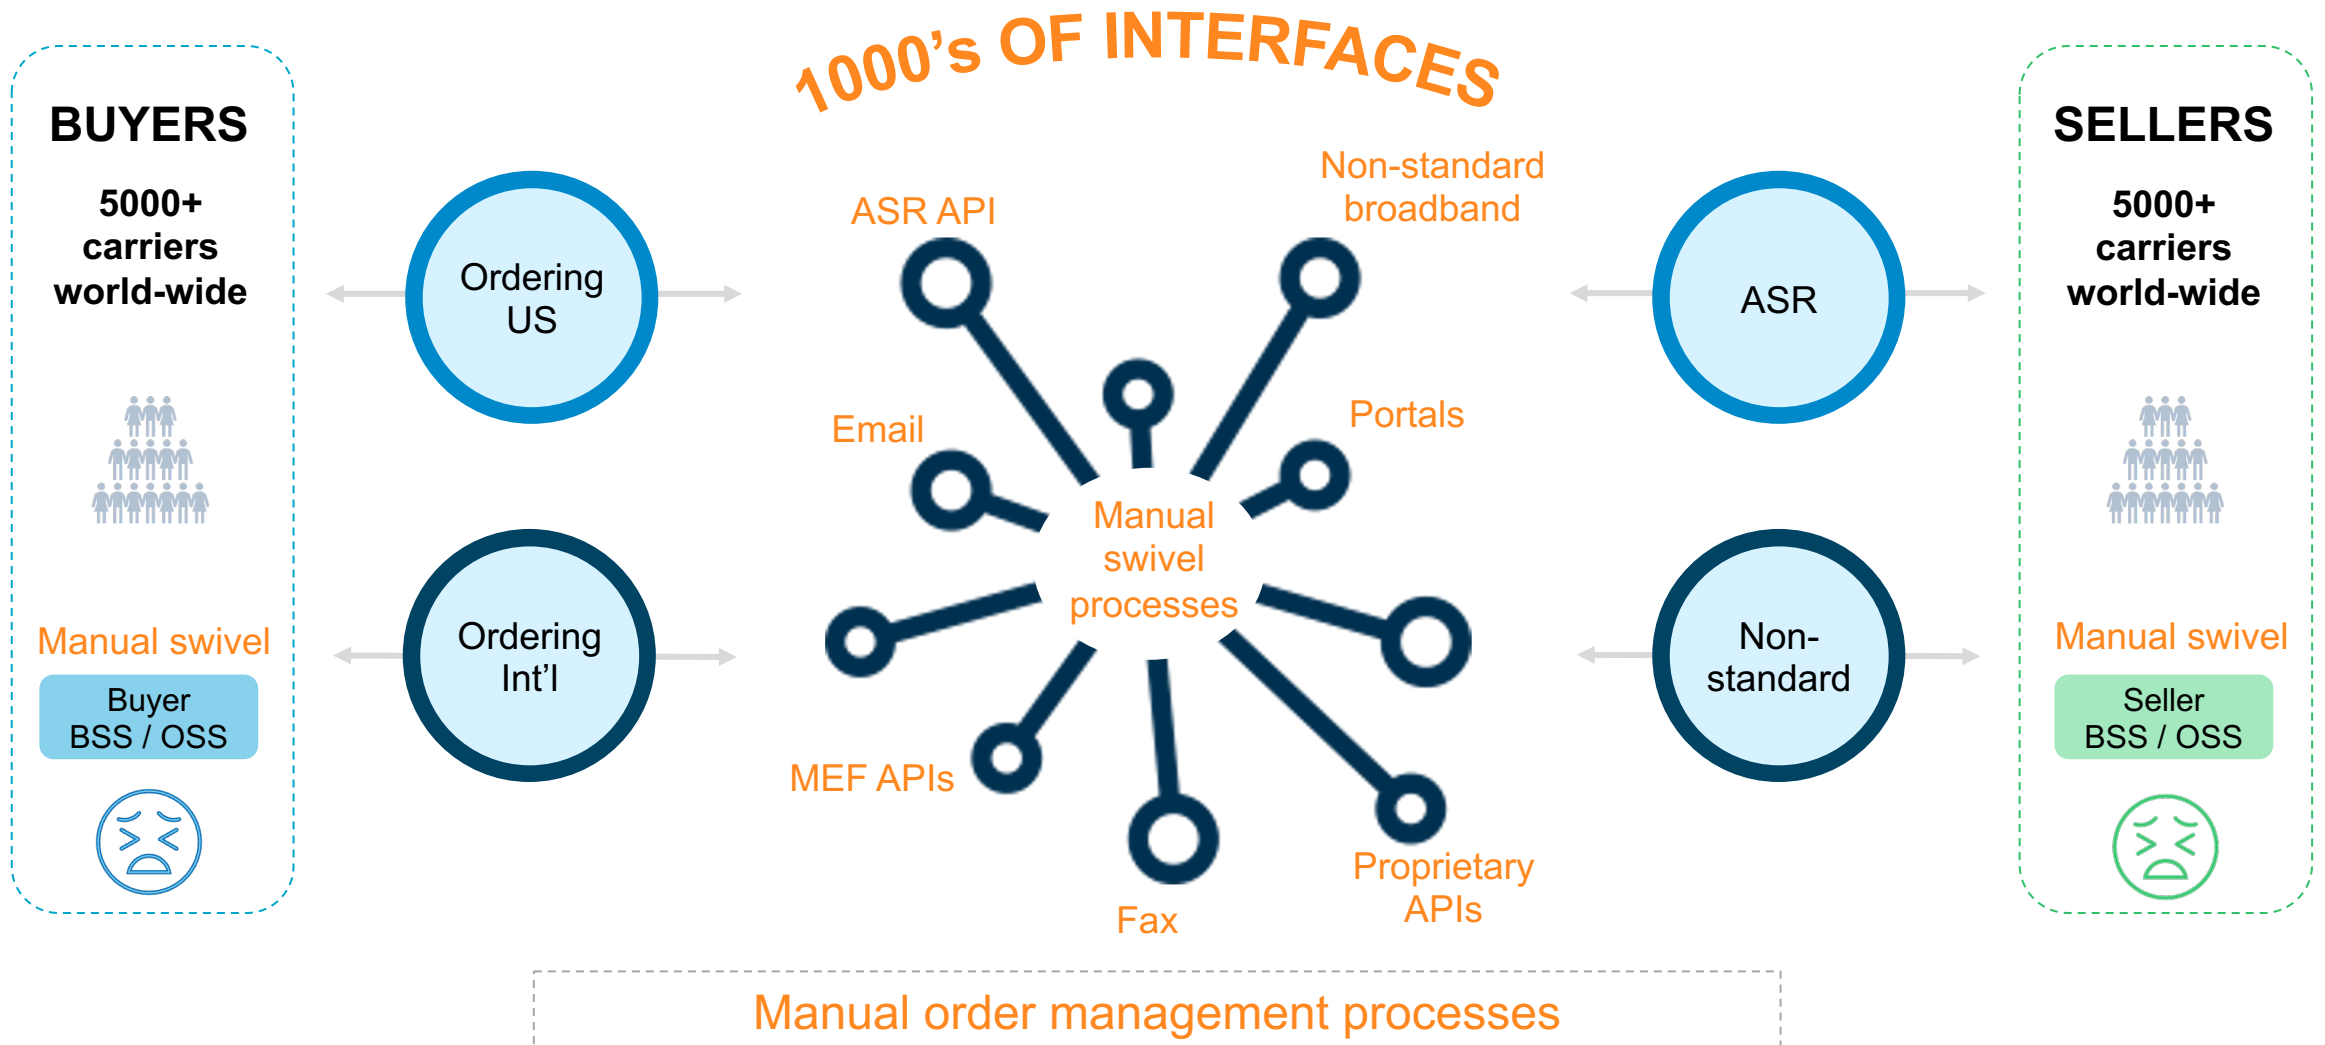 1000's OF INTERFACES
BUYERS
5000+
carriers
world-wide
Manual swivel
Buyer
BSS / OSS
Ordering
US
Ordering
Int'l
ASR API
Non-standard
broadband
Email
Portals
Manual
swivel
processes
MEF APIs
Fax
Proprietary
APIs
ASR
Non-
standard
SELLERS
5000+
carriers
world-wide
Manual swivel
Seller
BSS / OSS
Manual order management processes